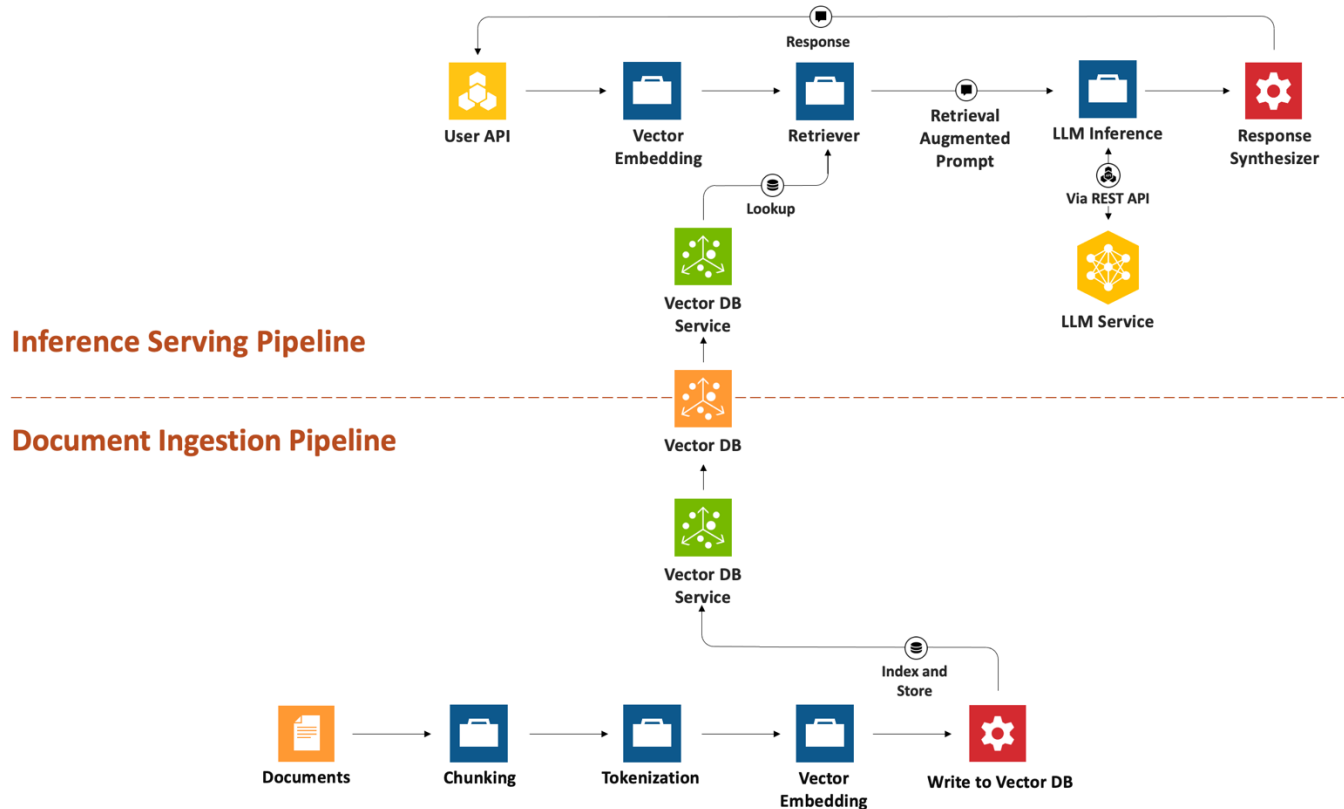 Response
User API
Vector
Embedding
Retriever
Retrieval
Augmented
Prompt
LLM Inference
Response
Synthesizer
Lookup
Via REST API
Vector DB
Service
LLM Service
Inference Serving Pipeline
Document Ingestion Pipeline
Vector DB
Vector DB
Service
Index and
Store
Documents
Chunking
Tokenization
Vector
Embedding
Write to Vector DB